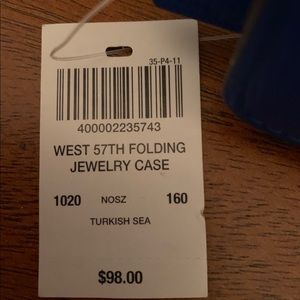 35-P4-11
400002235743
WEST 57TH FOLDING
JEWELRY CASE
1020 NOSZ 160
TURKISH SEA
$98.00